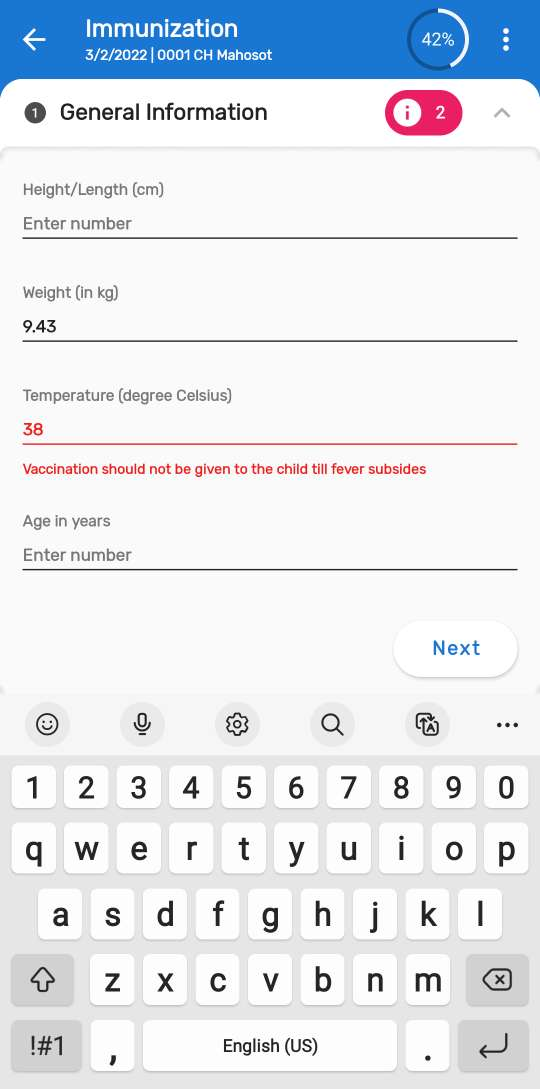 Immunization
42%
3/2/2022 | 0001 CH Mahosot
1 General Information
2
Height/Length (cm)
Enter number
Weight (in kg)
9.43
Temperature (degree Celsius)
38
Vaccination should not be given to the child till fever subsides
Age in years
Enter number
Next
1 2 3 4 5 6 7 8 9 0
q w e r t y u i o p
a s d f g h j k l
z x c v b n m
!#1 , English (US) .